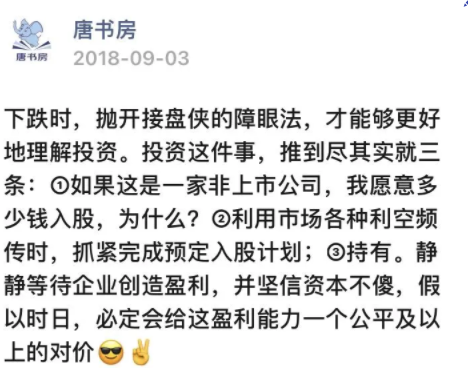 唐书房
唐书房
2018-09-03
下跌时，抛开接盘侠的障眼法，才能够更好
地理解投资。投资这件事，推到尽其实就三
条：①如果这是一家非上市公司，我愿意多
少钱入股，为什么？②利用市场各种利空频
传时，抓紧完成预定入股计划；③持有。静
静等待企业创造盈利，并坚信资本不傻，假
以时日，必定会给这盈利能力一个公平及以
上的对价😎✌️